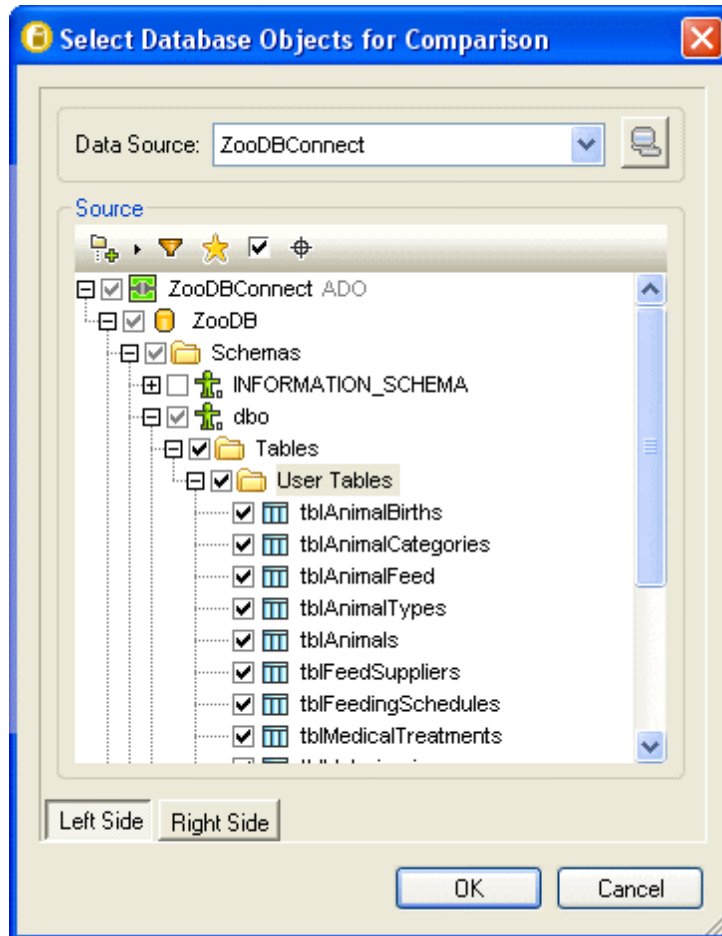 Select Database Objects for Comparison
Data Source: ZooDBConnect
Source
ZooDBConnect ADO
ZooDB
Schemas
INFORMATION_SCHEMA
dbo
Tables
User Tables
tblAnimalBirths
tblAnimalCategories
tblAnimalFeed
tblAnimalTypes
tblAnimals
tblFeedSuppliers
tblFeedingSchedules
tblMedicalTreatments
Left Side Right Side
OK Cancel